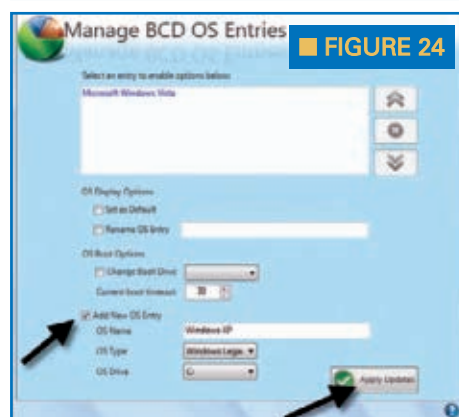 Manage BCD OS Entries
FIGURE 24
Select an entry to enable options below:
Microsoft Windows Vista
OS Display Options
Set as Default
Rename OS Entry
OS Boot Options
Change Boot Drive
Current boot timeout: 30
Add New OS Entry
OS Name Windows XP
OS Type Windows Legac
OS Drive C:
Apply Updates